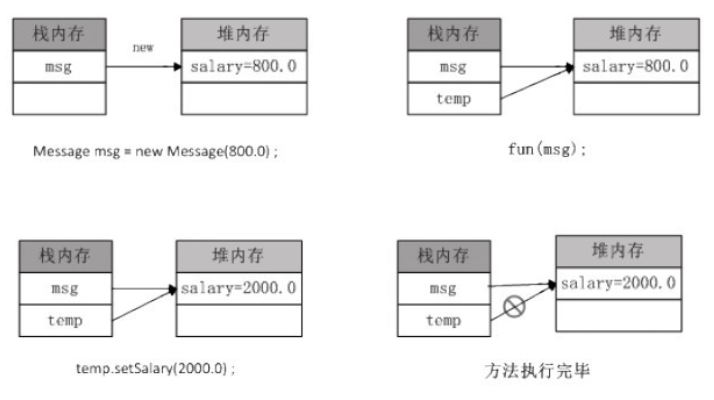 栈内存
堆内存
msg
new
salary=800.0
Message msg = new Message(800.0) ;
栈内存
堆内存
msg
salary=800.0
temp
fun(msg);
栈内存
堆内存
msg
salary=2000.0
temp
temp.setSalary(2000.0) ;
栈内存
堆内存
msg
salary=2000.0
temp
方法执行完毕